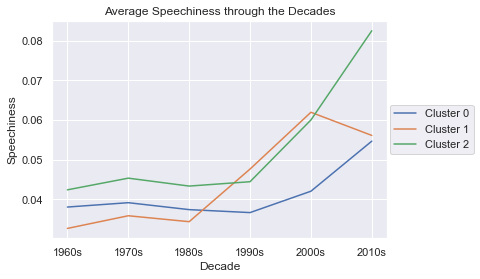 Average Speechiness through the Decades
0.08
0.07
0.06
0.05
0.04
Speechiness
1960s 1970s 1980s 1990s 2000s 2010s
Decade
Cluster 0
Cluster 1
Cluster 2